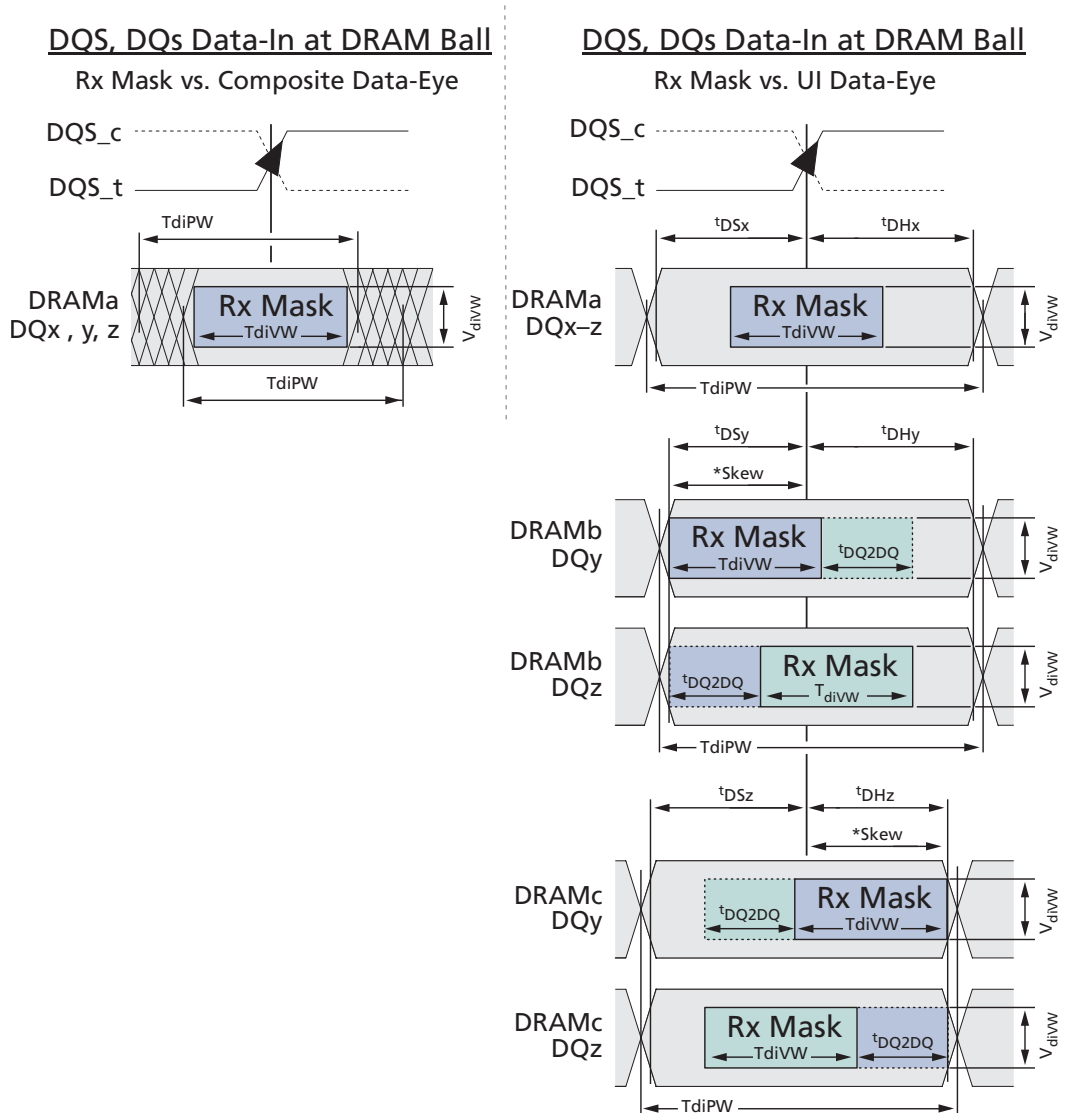 DQS, DQs Data-In at DRAM Ball
Rx Mask vs. Composite Data-Eye
DQS_c
DQS_t
TdiPW
DRAMa
DQx , y, z
Rx Mask
TdiVW
VdiVW
TdiPW
DQS, DQs Data-In at DRAM Ball
Rx Mask vs. UI Data-Eye
DQS_c
DQS_t
tDSx
tDHx
DRAMa
DQx–z
Rx Mask
TdiVW
VdiVW
TdiPW
tDSy
tDHy
*Skew
DRAMb
DQy
Rx Mask
TdiVW
tDQ2DQ
VdiVW
DRAMb
DQz
tDQ2DQ
Rx Mask
TdiVW
VdiVW
TdiPW
tDSz
tDHz
*Skew
DRAMc
DQy
tDQ2DQ
Rx Mask
TdiVW
VdiVW
DRAMc
DQz
Rx Mask
TdiVW
tDQ2DQ
VdiVW
TdiPW